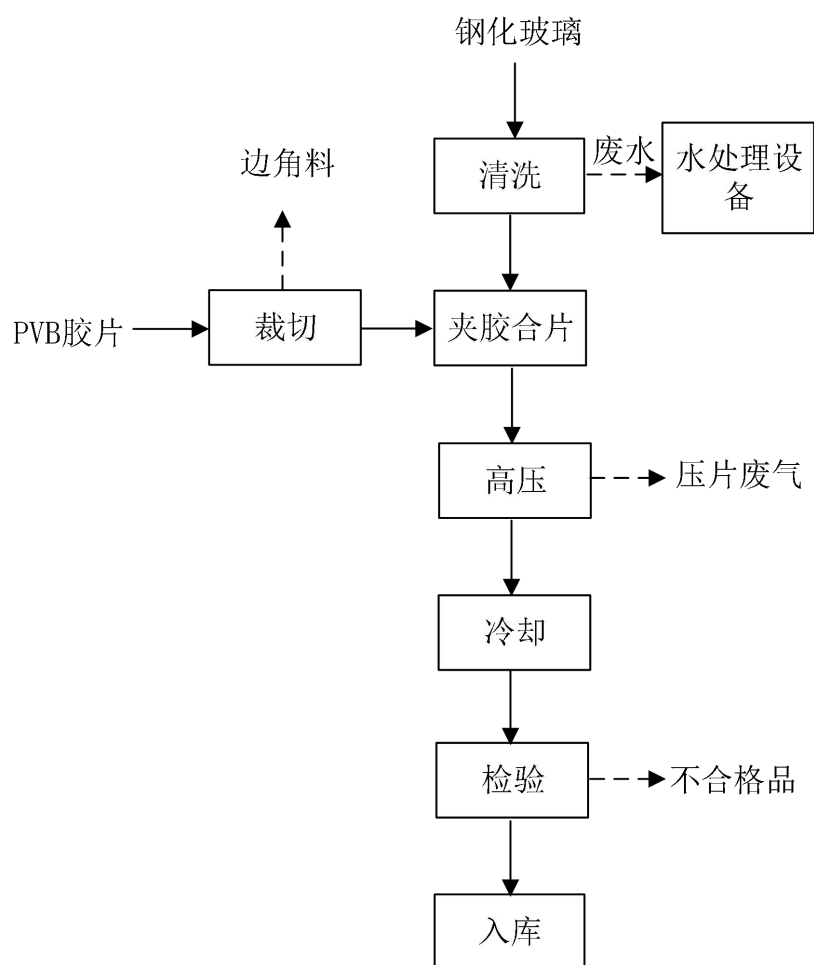 钢化玻璃
边角料
清洗
废水
水处理设
备
PVB胶片
裁切
夹胶合片
高压
压片废气
冷却
检验
不合格品
入库